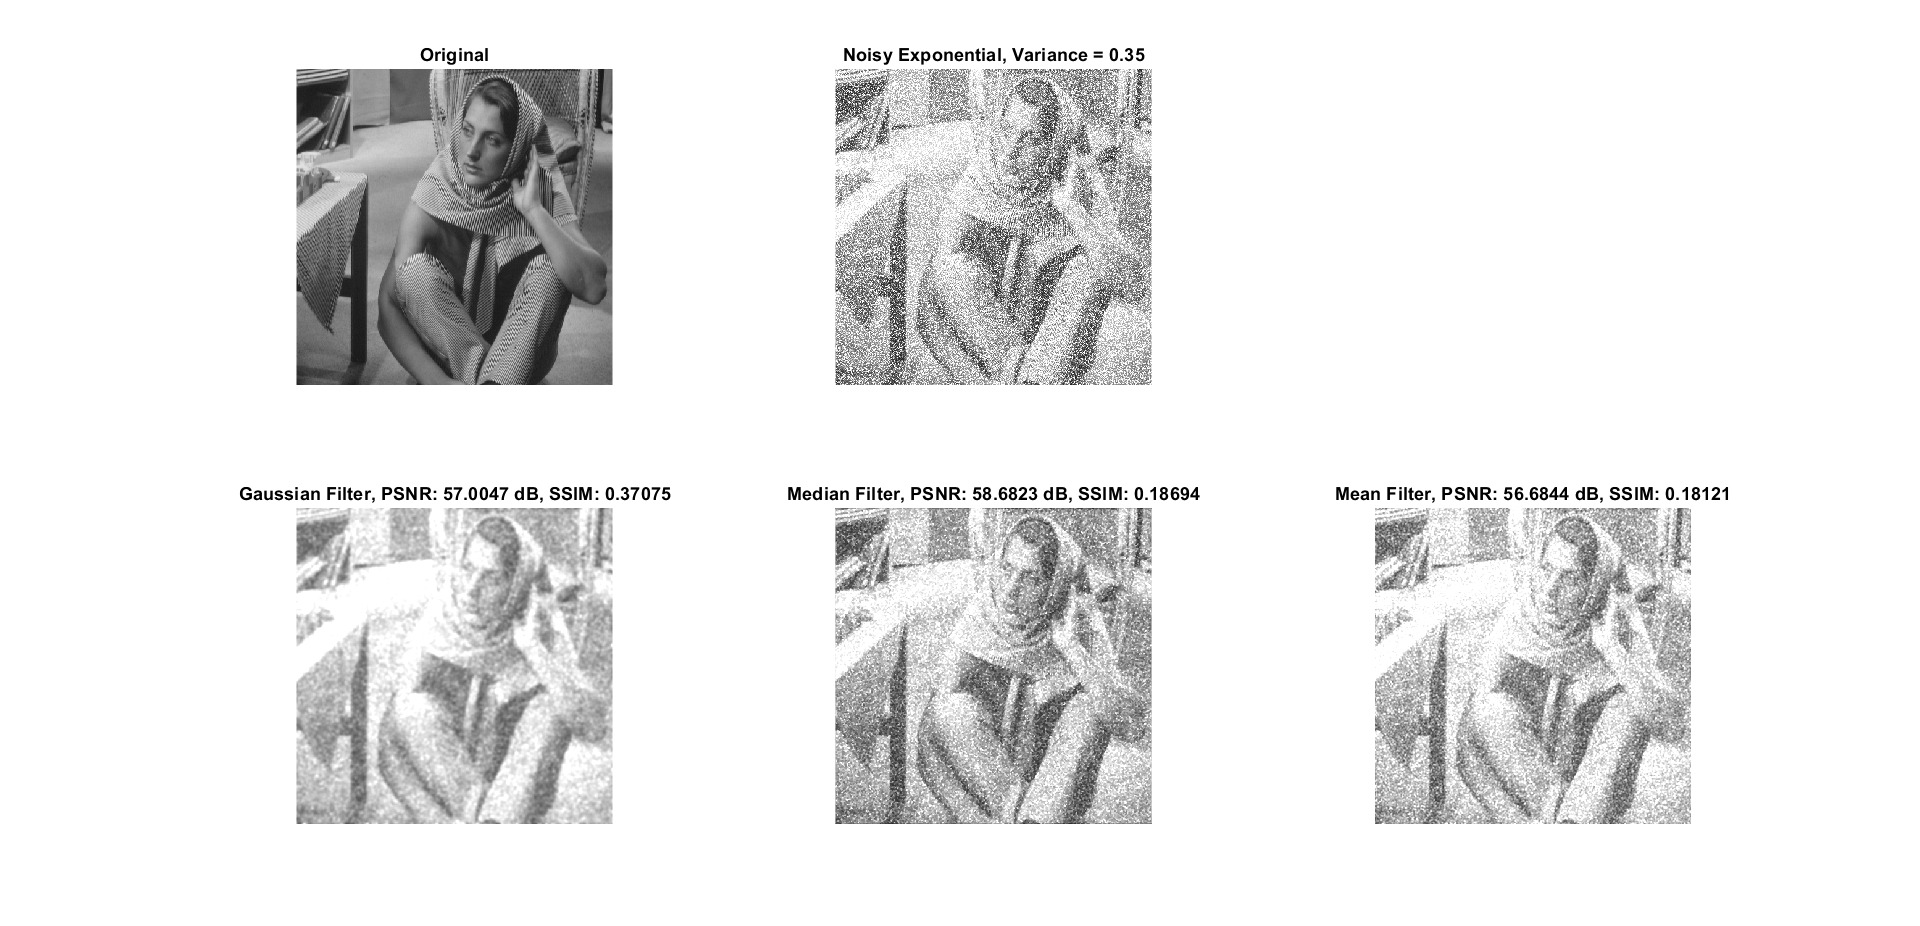 Original
Noisy Exponential, Variance = 0.35
Gaussian Filter, PSNR: 57.0047 dB, SSIM: 0.37075
Median Filter, PSNR: 58.6823 dB, SSIM: 0.18694
Mean Filter, PSNR: 56.6844 dB, SSIM: 0.18121